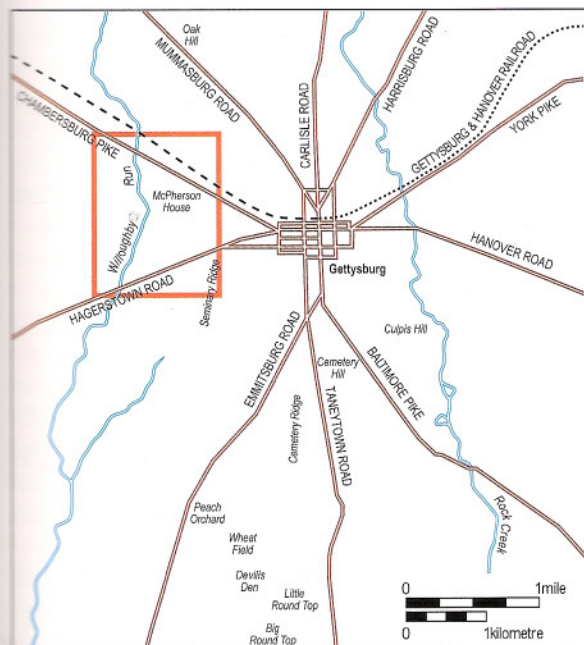 Oak
Hill
MUMMASBURG ROAD
CARLISLE ROAD
HARRISBURG ROAD
GETTYSBURG & HANOVER RAILROAD
YORK PIKE
CHAMBERSBURG PIKE
McPherson
House
Willroughby Run
HANOVER ROAD
Gettysburg
HAGERSTOWN ROAD
Seminary Ridge
Culpis Hill
EMMITSBURG ROAD
Cemetery
Hill
BALTIMORE PIKE
Cemetery Ridge
TANEYTOWN ROAD
Peach
Orchard
Wheat
Field
Rock Creek
Devilis
Den
Little
Round Top
Big
Round Top
0 1mile
0 1kilometre